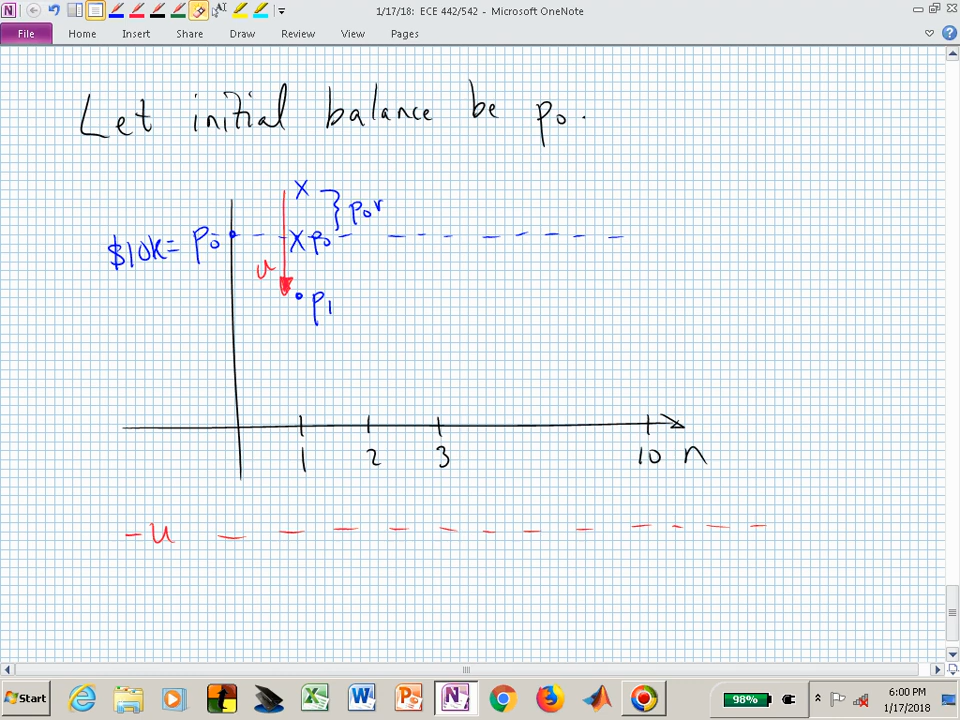 1/17/18: ECE 442/542 - Microsoft OneNote
File Home Insert Share Draw Review View Pages
Let initial balance be p0.
x } p0r
$10k = p0 x p0
u
p1
1 2 3 10 n
-u
Start 98% 6:00 PM
1/17/2018